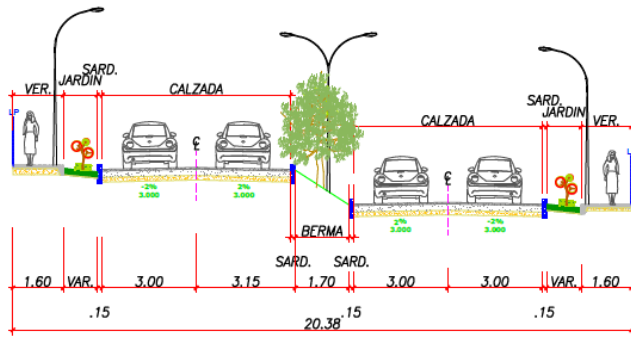 SARD.
VER. JARDIN CALZADA
CALZADA SARD. JARDIN VER.
LP
℄
℄
-2% 2%
3.000 3.000
2% -2%
3.000 3.000
BERMA
SARD. SARD.
1.60 VAR. 3.00 3.15 1.70 3.00 3.00 VAR. 1.60
.15 .15 .15
20.38